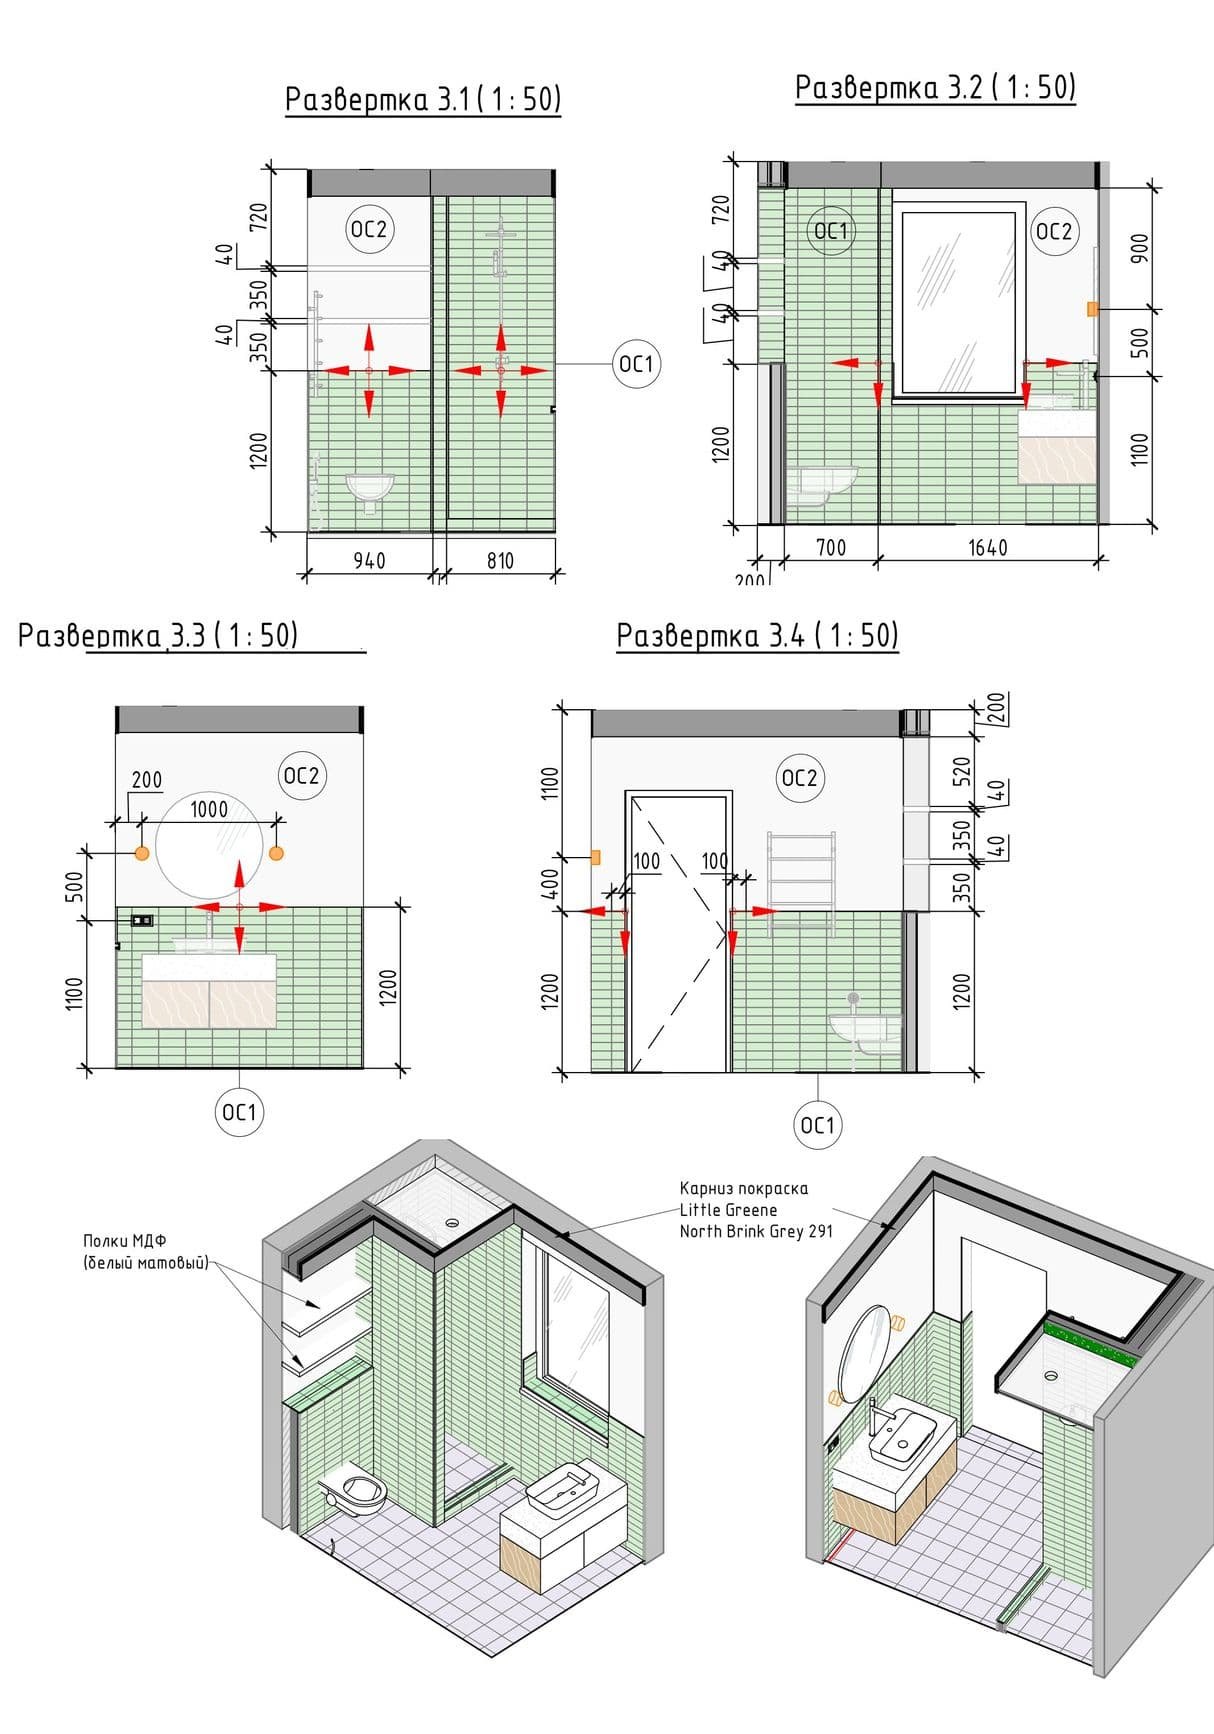 Развертка 3.1 (1:50)
Развертка 3.2 (1:50)
720
40
350
40
350
1200
ОС2
ОС1
940
810
720
40
40
1200
ОС1
ОС2
900
500
1100
700
1640
200
Развертка 3.3 (1:50)
Развертка 3.4 (1:50)
200
1000
ОС2
500
1100
1200
ОС1
1100
400
1200
100
100
ОС2
200
520
40
350
40
350
1200
ОС1
Полки МДФ
(белый матовый)
Карниз покраска
Little Greene
North Brink Grey 291